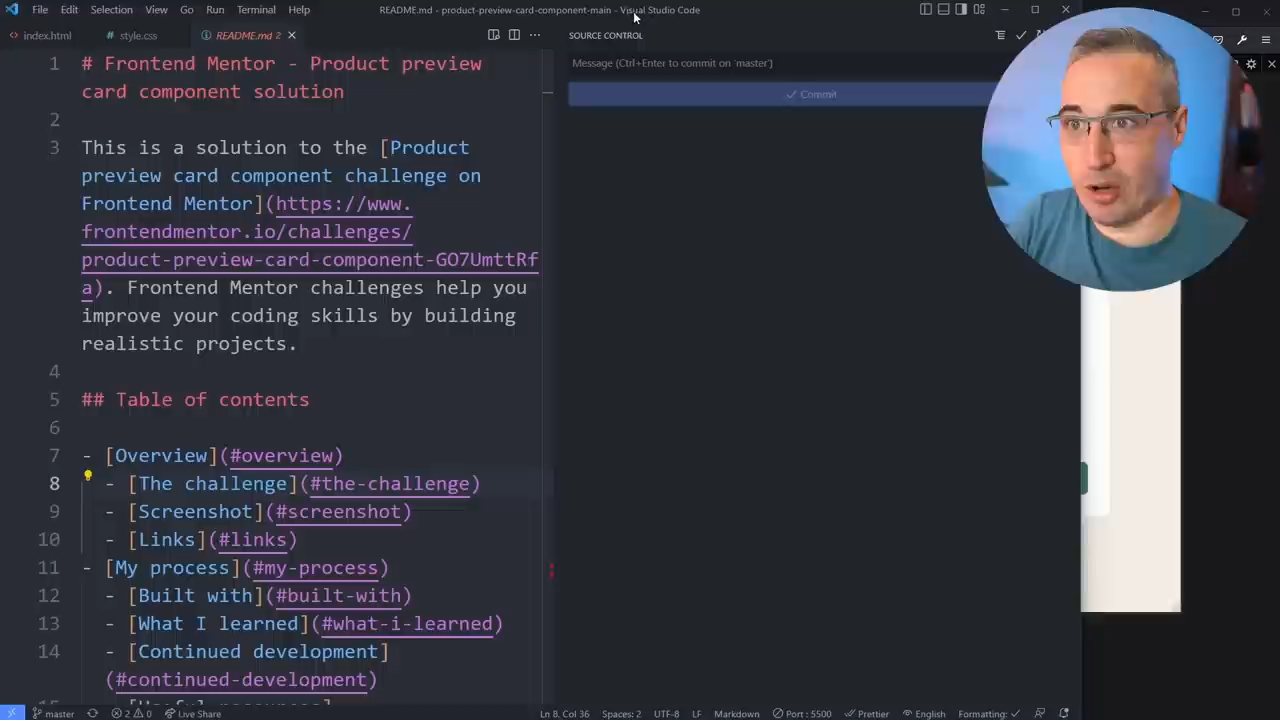 File Edit Selection View Go Run Terminal Help
README.md - product-preview-card-component-main - Visual Studio Code
index.html
style.css
README.md 2
SOURCE CONTROL
Message (Ctrl+Enter to commit on 'master')
Commit
1 # Frontend Mentor - Product preview
card component solution
2
3 This is a solution to the [Product
preview card component challenge on
Frontend Mentor](https://www.
frontendmentor.io/challenges/
product-preview-card-component-GO7UmttRf
a). Frontend Mentor challenges help you
improve your coding skills by building
realistic projects.
4
5 ## Table of contents
6
7 - [Overview](#overview)
8 - [The challenge](#the-challenge)
9 - [Screenshot](#screenshot)
10 - [Links](#links)
11 - [My process](#my-process)
12 - [Built with](#built-with)
13 - [What I learned](#what-i-learned)
14 - [Continued development]
(#continued-development)
15 - [Useful resources]
master
2 0
Live Share
Ln 8, Col 36
Spaces: 2
UTF-8
LF
Markdown
Port : 5500
Prettier
English
Formatting: